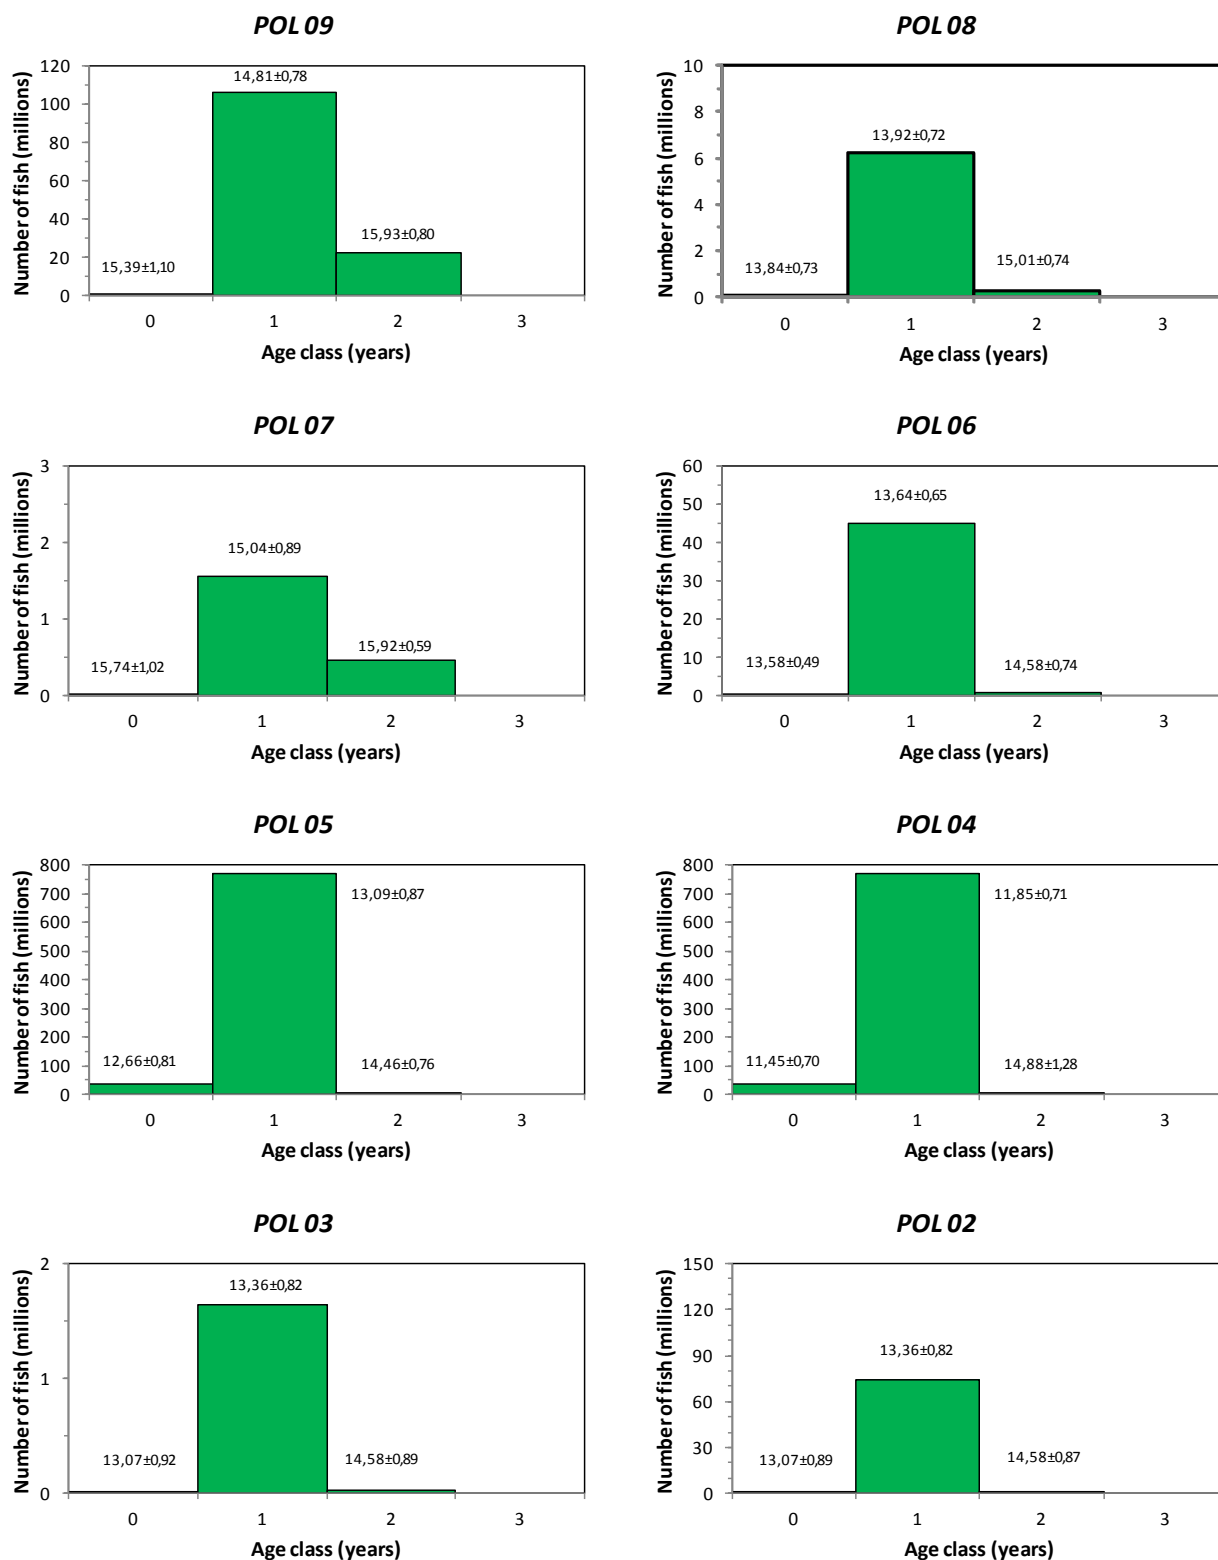 POL 09
Number of fish (millions)
120
100
80
60
40
20
0
14,81±0,78
15,93±0,80
15,39±1,10
0 1 2 3
Age class (years)
POL 08
Number of fish (millions)
10
8
6
4
2
0
13,92±0,72
15,01±0,74
13,84±0,73
0 1 2 3
Age class (years)
POL 07
Number of fish (millions)
3
2
1
0
15,04±0,89
15,92±0,59
15,74±1,02
0 1 2 3
Age class (years)
POL 06
Number of fish (millions)
60
50
40
30
20
10
0
13,64±0,65
13,58±0,49
14,58±0,74
0 1 2 3
Age class (years)
POL 05
Number of fish (millions)
800
700
600
500
400
300
200
100
0
13,09±0,87
12,66±0,81
14,46±0,76
0 1 2 3
Age class (years)
POL 04
Number of fish (millions)
800
700
600
500
400
300
200
100
0
11,85±0,71
11,45±0,70
14,88±1,28
0 1 2 3
Age class (years)
POL 03
Number of fish (millions)
2
1
0
13,36±0,82
13,07±0,92
14,58±0,89
0 1 2 3
Age class (years)
POL 02
Number of fish (millions)
150
120
90
60
30
0
13,36±0,82
13,07±0,89
14,58±0,87
0 1 2 3
Age class (years)